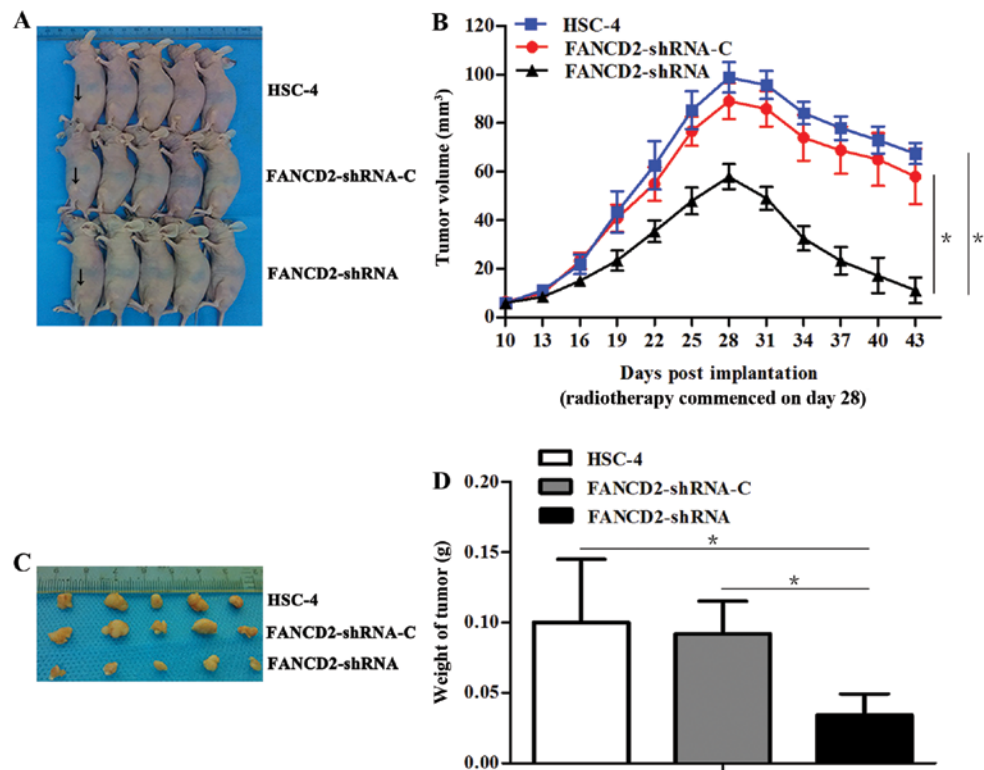 A
HSC-4
FANCD2-shRNA-C
FANCD2-shRNA
B
HSC-4
FANCD2-shRNA-C
FANCD2-shRNA
Tumor volume (mm³)
120
100
80
60
40
20
0
10 13 16 19 22 25 28 31 34 37 40 43
* *
Days post implantation
(radiotherapy commenced on day 28)
C
HSC-4
FANCD2-shRNA-C
FANCD2-shRNA
D
HSC-4
FANCD2-shRNA-C
FANCD2-shRNA
Weight of tumor (g)
0.20
0.15
0.10
0.05
0.00
*
*